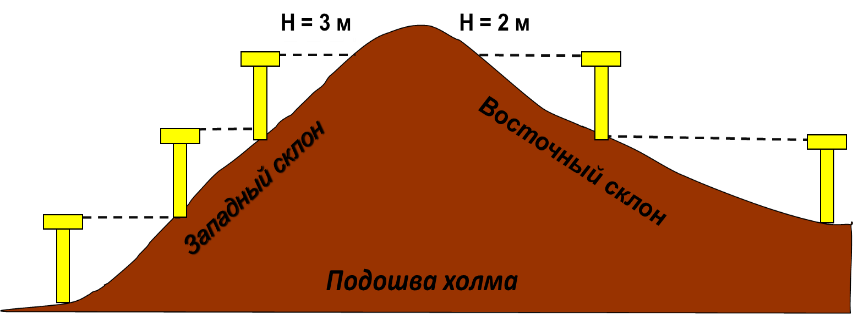 H = 3 м
H = 2 м
Западный склон
Восточный склон
Подошва холма